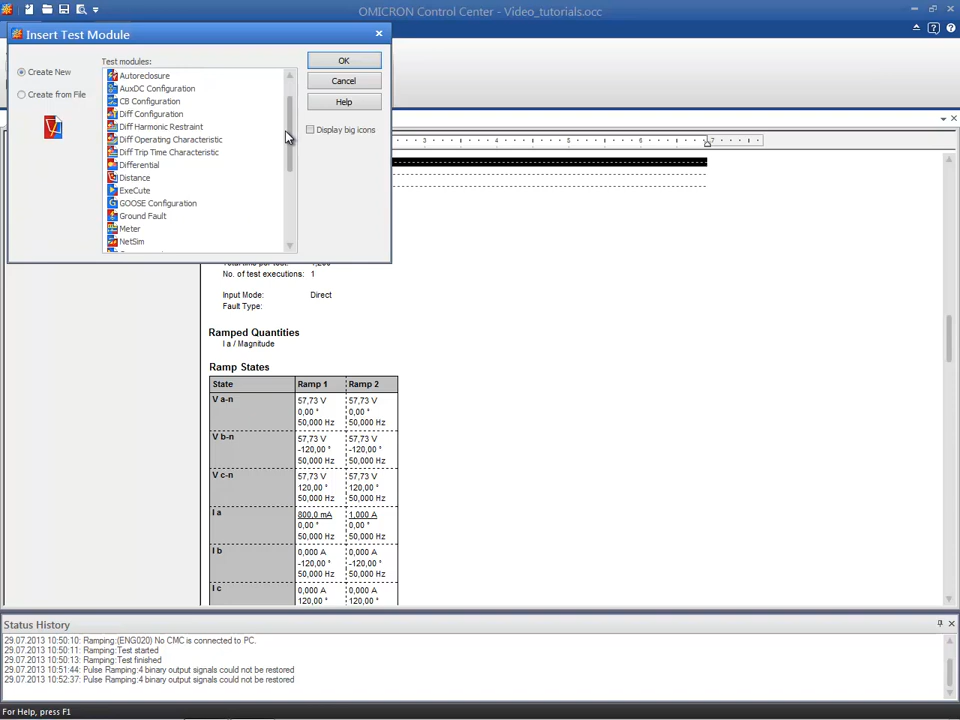 OMICRON Control Center - Video_tutorials.occ
Insert Test Module
Create New
Create from File
Test modules:
Autoreclosure
AuxDC Configuration
CB Configuration
Diff Configuration
Diff Harmonic Restraint
Diff Operating Characteristic
Diff Trip Time Characteristic
Differential
Distance
ExeCute
GOOSE Configuration
Ground Fault
Meter
NetSim
OK
Cancel
Help
Display big icons
3 4 5 6 7
No. of test executions: 1
Input Mode: Direct
Fault Type:
Ramped Quantities
I a / Magnitude
Ramp States
State Ramp 1 Ramp 2
V a-n 57,73 V 57,73 V
0,00 ° 0,00 °
50,000 Hz 50,000 Hz
V b-n 57,73 V 57,73 V
-120,00 ° -120,00 °
50,000 Hz 50,000 Hz
V c-n 57,73 V 57,73 V
120,00 ° 120,00 °
50,000 Hz 50,000 Hz
I a 800,0 mA 1,000 A
0,00 ° 0,00 °
50,000 Hz 50,000 Hz
I b 0,000 A 0,000 A
-120,00 ° -120,00 °
50,000 Hz 50,000 Hz
I c 0,000 A 0,000 A
120,00 ° 120,00 °
Status History
29.07.2013 10:50:10: Ramping:(ENG020) No CMC is connected to PC.
29.07.2013 10:50:11: Ramping:Test started
29.07.2013 10:50:13: Ramping:Test finished
29.07.2013 10:51:44: Pulse Ramping:4 binary output signals could not be restored
29.07.2013 10:52:37: Pulse Ramping:4 binary output signals could not be restored
For Help, press F1